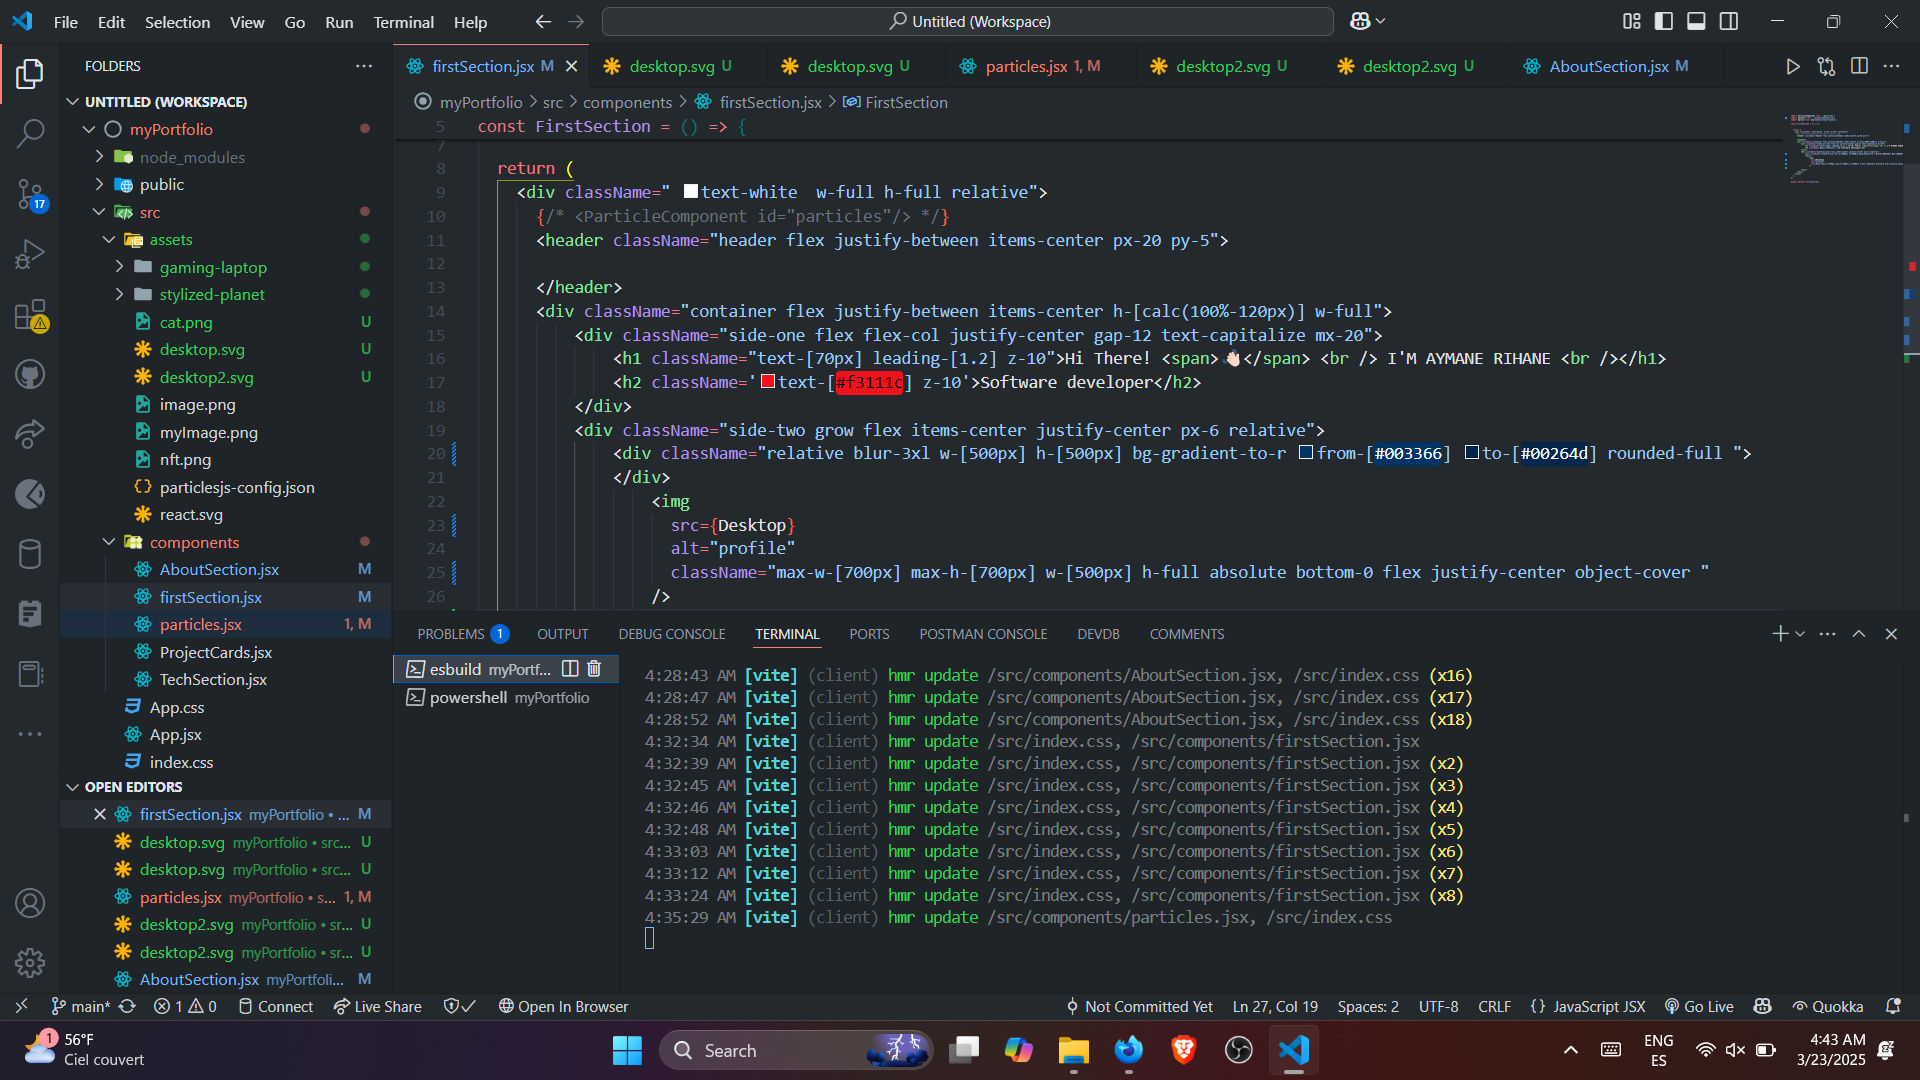 File Edit Selection View Go Run Terminal Help
Untitled (Workspace)
FOLDERS
UNTITLED (WORKSPACE)
myPortfolio
node_modules
public
src
assets
gaming-laptop
stylized-planet
cat.png U
desktop.svg U
desktop2.svg U
image.png
myImage.png
nft.png
particlesjs-config.json
react.svg
components
AboutSection.jsx M
firstSection.jsx M
particles.jsx 1, M
ProjectCards.jsx
TechSection.jsx
App.css
App.jsx
index.css
17
OPEN EDITORS
firstSection.jsx myPortfolio • ... M
desktop.svg myPortfolio • src... U
desktop.svg myPortfolio • src... U
particles.jsx myPortfolio • s... 1, M
desktop2.svg myPortfolio • sr... U
desktop2.svg myPortfolio • sr... U
AboutSection.jsx myPortfoli... M
firstSection.jsx M desktop.svg U desktop.svg U particles.jsx 1, M desktop2.svg U desktop2.svg U AboutSection.jsx M
myPortfolio > src > components > firstSection.jsx > FirstSection
5 const FirstSection = () => {
7
8 return (
9 <div className=" text-white  w-full h-full relative">
10 {/* <ParticleComponent id="particles"/> */}
11 <header className="header flex justify-between items-center px-20 py-5">
12
13 </header>
14 <div className="container flex justify-between items-center h-[calc(100%-120px)] w-full">
15 <div className="side-one flex flex-col justify-center gap-12 text-capitalize mx-20">
16 <h1 className="text-[70px] leading-[1.2] z-10">Hi There! <span>👋🏻</span> <br /> I'M AYMANE RIHANE <br /></h1>
17 <h2 className='text-[#f3111c] z-10'>Software developer</h2>
18 </div>
19 <div className="side-two grow flex items-center justify-center px-6 relative">
20 <div className="relative blur-3xl w-[500px] h-[500px] bg-gradient-to-r from-[#003366] to-[#00264d] rounded-full ">
21 </div>
22 <img
23 src={Desktop}
24 alt="profile"
25 className="max-w-[700px] max-h-[700px] w-[500px] h-full absolute bottom-0 flex justify-center object-cover "
26 />
PROBLEMS 1 OUTPUT DEBUG CONSOLE TERMINAL PORTS POSTMAN CONSOLE DEVDB COMMENTS
esbuild myPortf...
powershell myPortfolio
4:28:43 AM [vite] (client) hmr update /src/components/AboutSection.jsx, /src/index.css (x16)
4:28:47 AM [vite] (client) hmr update /src/components/AboutSection.jsx, /src/index.css (x17)
4:28:52 AM [vite] (client) hmr update /src/components/AboutSection.jsx, /src/index.css (x18)
4:32:34 AM [vite] (client) hmr update /src/index.css, /src/components/firstSection.jsx
4:32:39 AM [vite] (client) hmr update /src/index.css, /src/components/firstSection.jsx (x2)
4:32:45 AM [vite] (client) hmr update /src/index.css, /src/components/firstSection.jsx (x3)
4:32:46 AM [vite] (client) hmr update /src/index.css, /src/components/firstSection.jsx (x4)
4:32:48 AM [vite] (client) hmr update /src/index.css, /src/components/firstSection.jsx (x5)
4:33:03 AM [vite] (client) hmr update /src/index.css, /src/components/firstSection.jsx (x6)
4:33:12 AM [vite] (client) hmr update /src/index.css, /src/components/firstSection.jsx (x7)
4:33:24 AM [vite] (client) hmr update /src/index.css, /src/components/firstSection.jsx (x8)
4:35:29 AM [vite] (client) hmr update /src/components/particles.jsx, /src/index.css
main* 1 0 Connect Live Share Open In Browser Not Committed Yet Ln 27, Col 19 Spaces: 2 UTF-8 CRLF {} JavaScript JSX Go Live Quokka
1 56°F
Ciel couvert
Search
ENG
ES
4:43 AM
3/23/2025